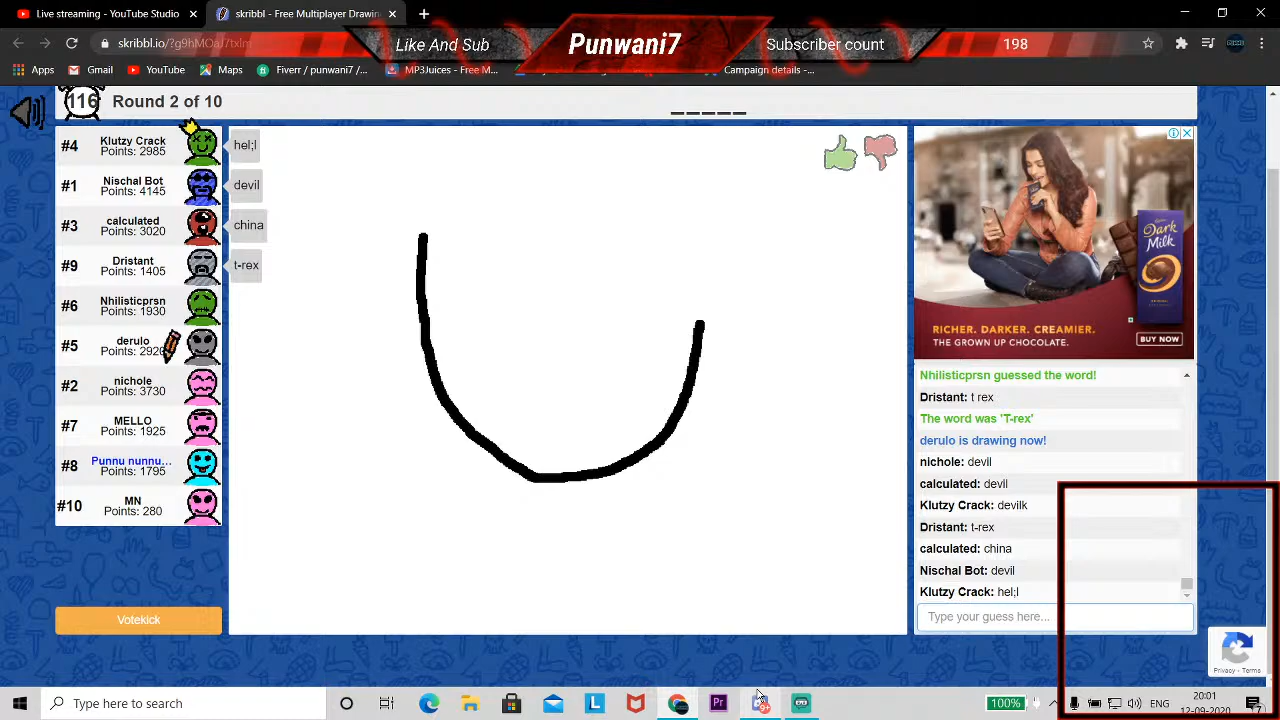 Live streaming - YouTube Studio
skribbl - Free Multiplayer Drawin
skribbl.io/?g9hMOaJ7txlm
Like And Sub
Punwani7
Subscriber count
198
Apps
Gmail
YouTube
Maps
Fiverr / punwani7 /...
MP3Juices - Free M...
Campaign details -...
116
Round 2 of 10
_ _ _ _ _
#4
Klutzy Crack
Points: 2985
hel;l
#1
Nischal Bot
Points: 4145
devil
#3
calculated
Points: 3020
china
#9
Dristant
Points: 1405
t-rex
#6
Nhilisticprsn
Points: 1930
#5
derulo
Points: 2920
#2
nichole
Points: 3730
#7
MELLO
Points: 1925
#8
Punnu nunnu...
Points: 1795
#10
MN
Points: 280
Votekick
Cadbury
Dark
Milk
RICHER. DARKER. CREAMIER.
THE GROWN UP CHOCOLATE.
BUY NOW
Nhilisticprsn guessed the word!
Dristant: t rex
The word was 'T-rex'
derulo is drawing now!
nichole: devil
calculated: devil
Klutzy Crack: devilk
Dristant: t-rex
calculated: china
Nischal Bot: devil
Klutzy Crack: hel;l
Type your guess here...
Privacy - Terms
Type here to search
L
Pr
9+
100%
ENG
20:01
12-09-2020
7